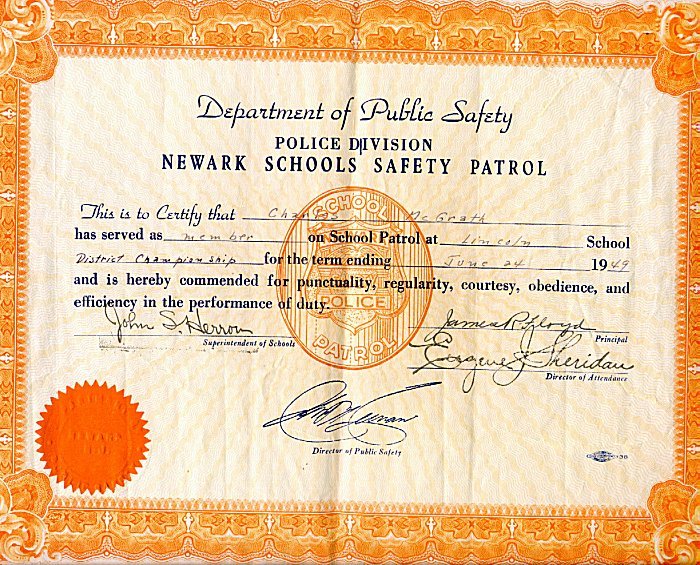 Department of Public Safety
POLICE DIVISION
NEWARK SCHOOLS SAFETY PATROL
This is to Certify that Charles McGrath
has served as member on School Patrol at Lincoln School
District Championship for the term ending June 24 1949
and is hereby commended for punctuality, regularity, courtesy, obedience, and
efficiency in the performance of duty.
SCHOOL
POLICE
PATROL
John S. Herron
Superintendent of Schools
James R. Floyd
Principal
Eugene J. Sheridan
Director of Attendance
Keenan
Director of Public Safety
NEWARK
138